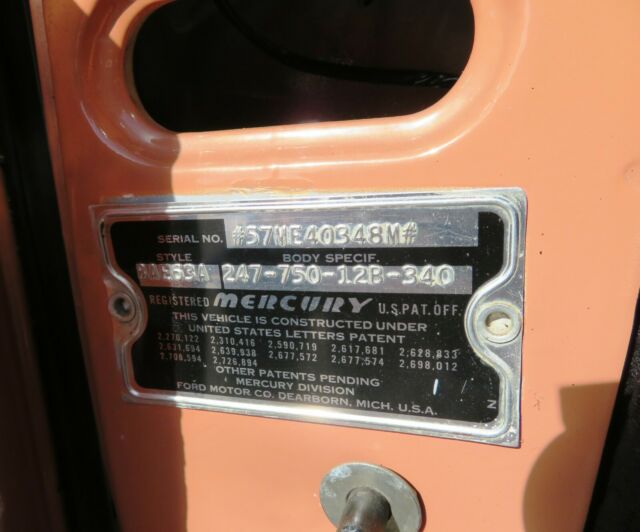 SERIAL NO. #57ME40348M#
STYLE BODY SPECIF.
247-750-12B-340
REGISTERED MERCURY U.S. PAT. OFF.
THIS VEHICLE IS CONSTRUCTED UNDER
UNITED STATES LETTERS PATENT
2,270,122 2,310,416 2,590,719 2,617,681 2,628,833
2,631,694 2,639,938 2,677,572 2,677,574 2,698,012
2,708,594 2,726,894
OTHER PATENTS PENDING
MERCURY DIVISION
FORD MOTOR CO. DEARBORN, MICH. U.S.A.
N